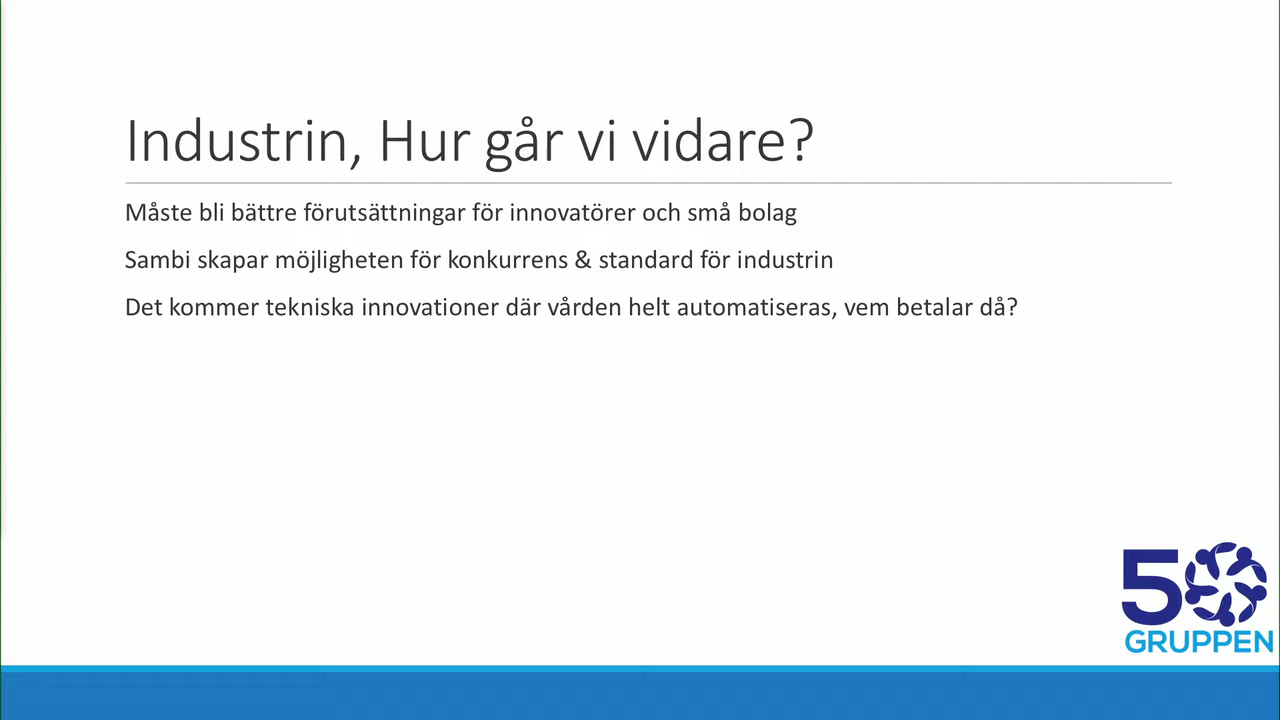 Industrin, Hur går vi vidare?
Måste bli bättre förutsättningar för innovatörer och små bolag
Sambi skapar möjligheten för konkurrens & standard för industrin
Det kommer tekniska innovationer där vården helt automatiseras, vem betalar då?
50
GRUPPEN